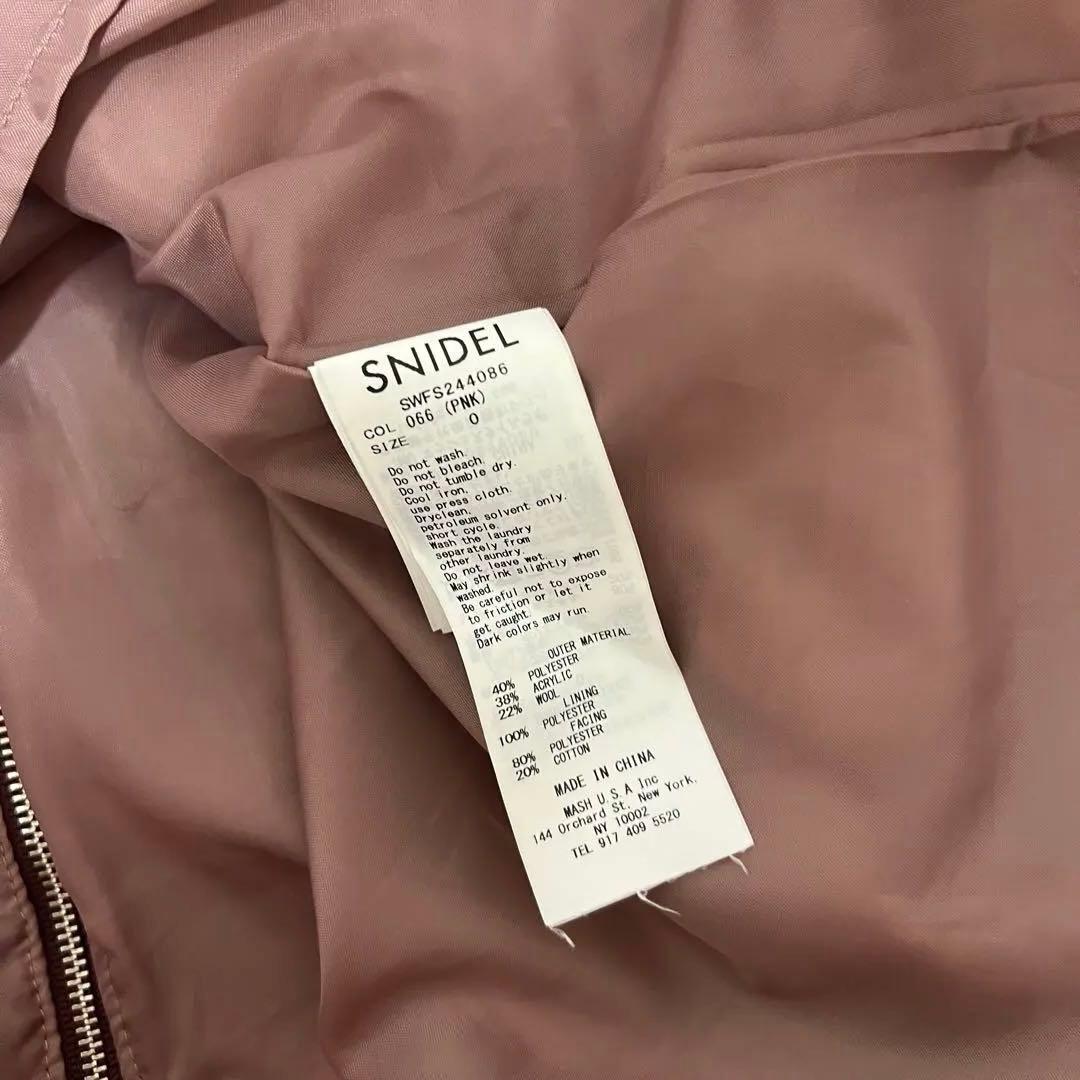 SNIDEL
SWFS244086
COL 066 (PNK)
SIZE 0
Do not wash.
Do not bleach.
Do not tumble dry.
Cool iron.
use press cloth.
Dryclean.
petroleum solvent only.
short cycle.
Wash the laundry
separately from
other laundry.
Do not leave wet.
May shrink slightly when
washed.
Be careful not to expose
to friction or let it
get caught.
Dark colors may run.
OUTER MATERIAL
40% POLYESTER
38% ACRYLIC
22% WOOL
LINING
100% POLYESTER
FACING
80% POLYESTER
20% COTTON
MADE IN CHINA
MASH U.S.A Inc
144 Orchard St. New York.
NY 10002
TEL 917 409 5520